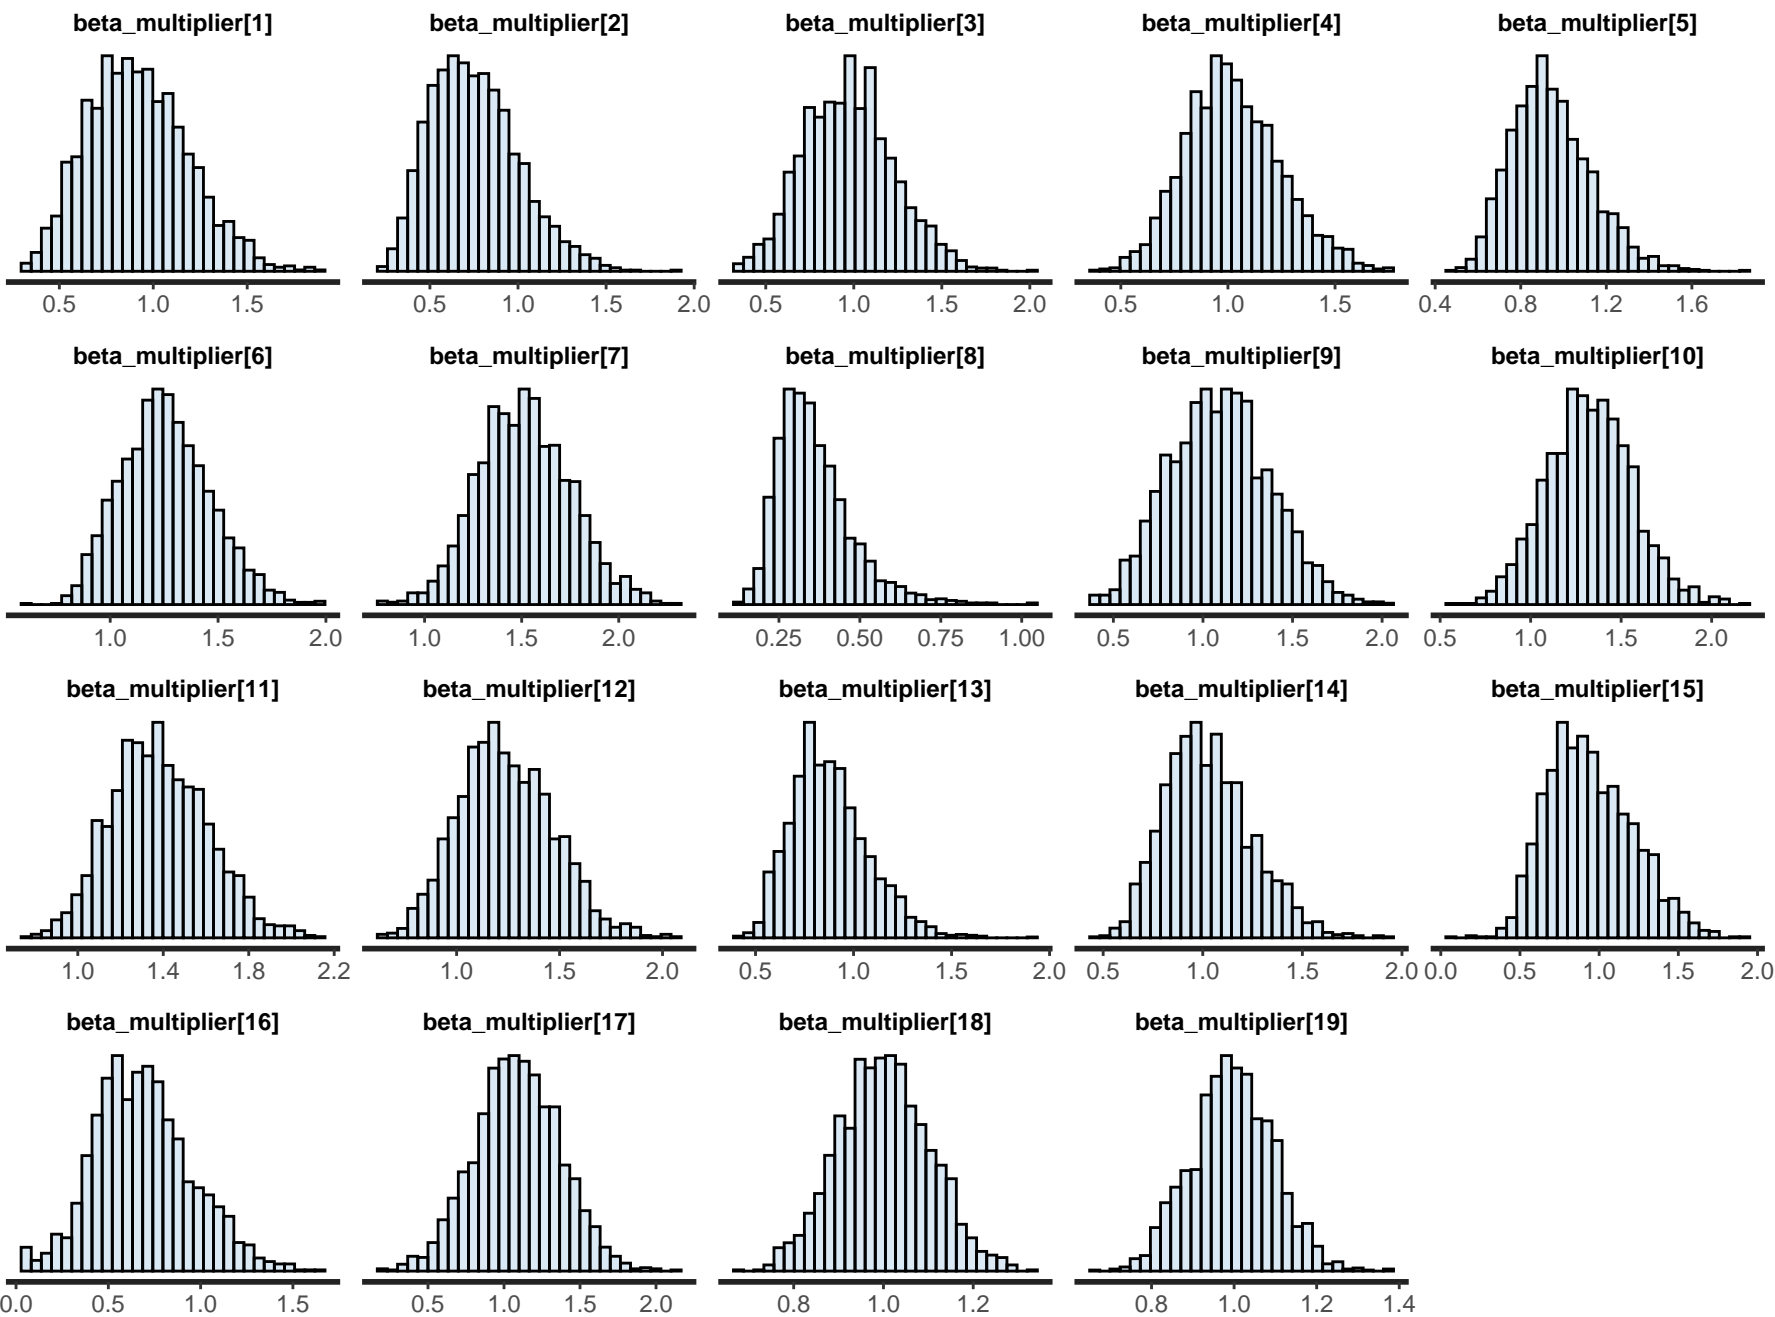 beta_multiplier[1] beta_multiplier[2] beta_multiplier[3] beta_multiplier[4] beta_multiplier[5]
0.5 1.0 1.5 0.5 1.0 1.5 2.0 0.5 1.0 1.5 2.0 0.5 1.0 1.5 0.4 0.8 1.2 1.6
beta_multiplier[6] beta_multiplier[7] beta_multiplier[8] beta_multiplier[9] beta_multiplier[10]
1.0 1.5 2.0 1.0 1.5 2.0 0.25 0.50 0.75 1.00 0.5 1.0 1.5 2.0 0.5 1.0 1.5 2.0
beta_multiplier[11] beta_multiplier[12] beta_multiplier[13] beta_multiplier[14] beta_multiplier[15]
1.0 1.4 1.8 2.2 1.0 1.5 2.0 0.5 1.0 1.5 2.0 0.5 1.0 1.5 2.0 0.0 0.5 1.0 1.5 2.0
beta_multiplier[16] beta_multiplier[17] beta_multiplier[18] beta_multiplier[19]
0.0 0.5 1.0 1.5 0.5 1.0 1.5 2.0 0.8 1.0 1.2 0.8 1.0 1.2 1.4